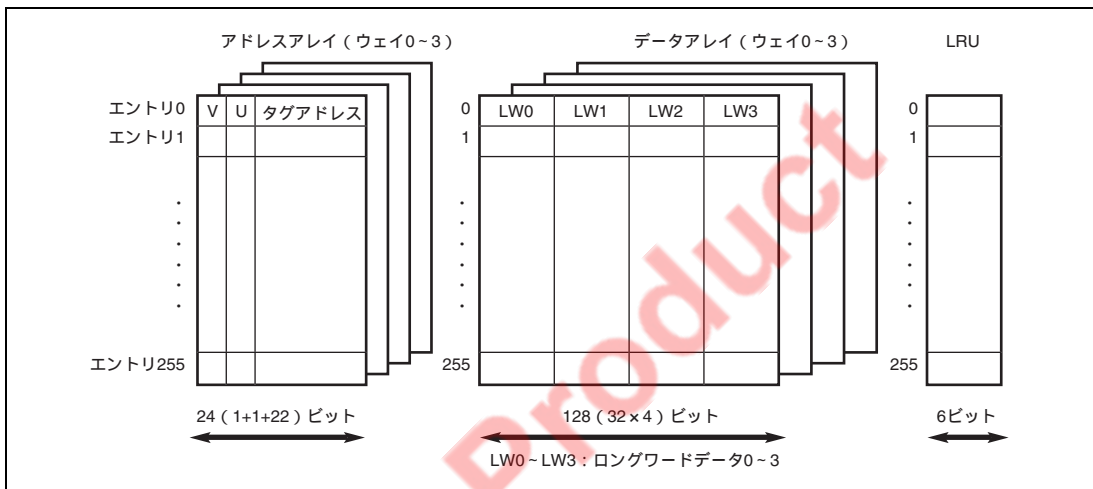 アドレスアレイ（ウェイ0~3） データアレイ（ウェイ0~3） LRU
エントリ0 V U タグアドレス 0 LW0 LW1 LW2 LW3 0
エントリ1 1 1
エントリ255 255 255
24（1+1+22）ビット 128（32×4）ビット 6ビット
LW0~LW3：ロングワードデータ0~3
Product